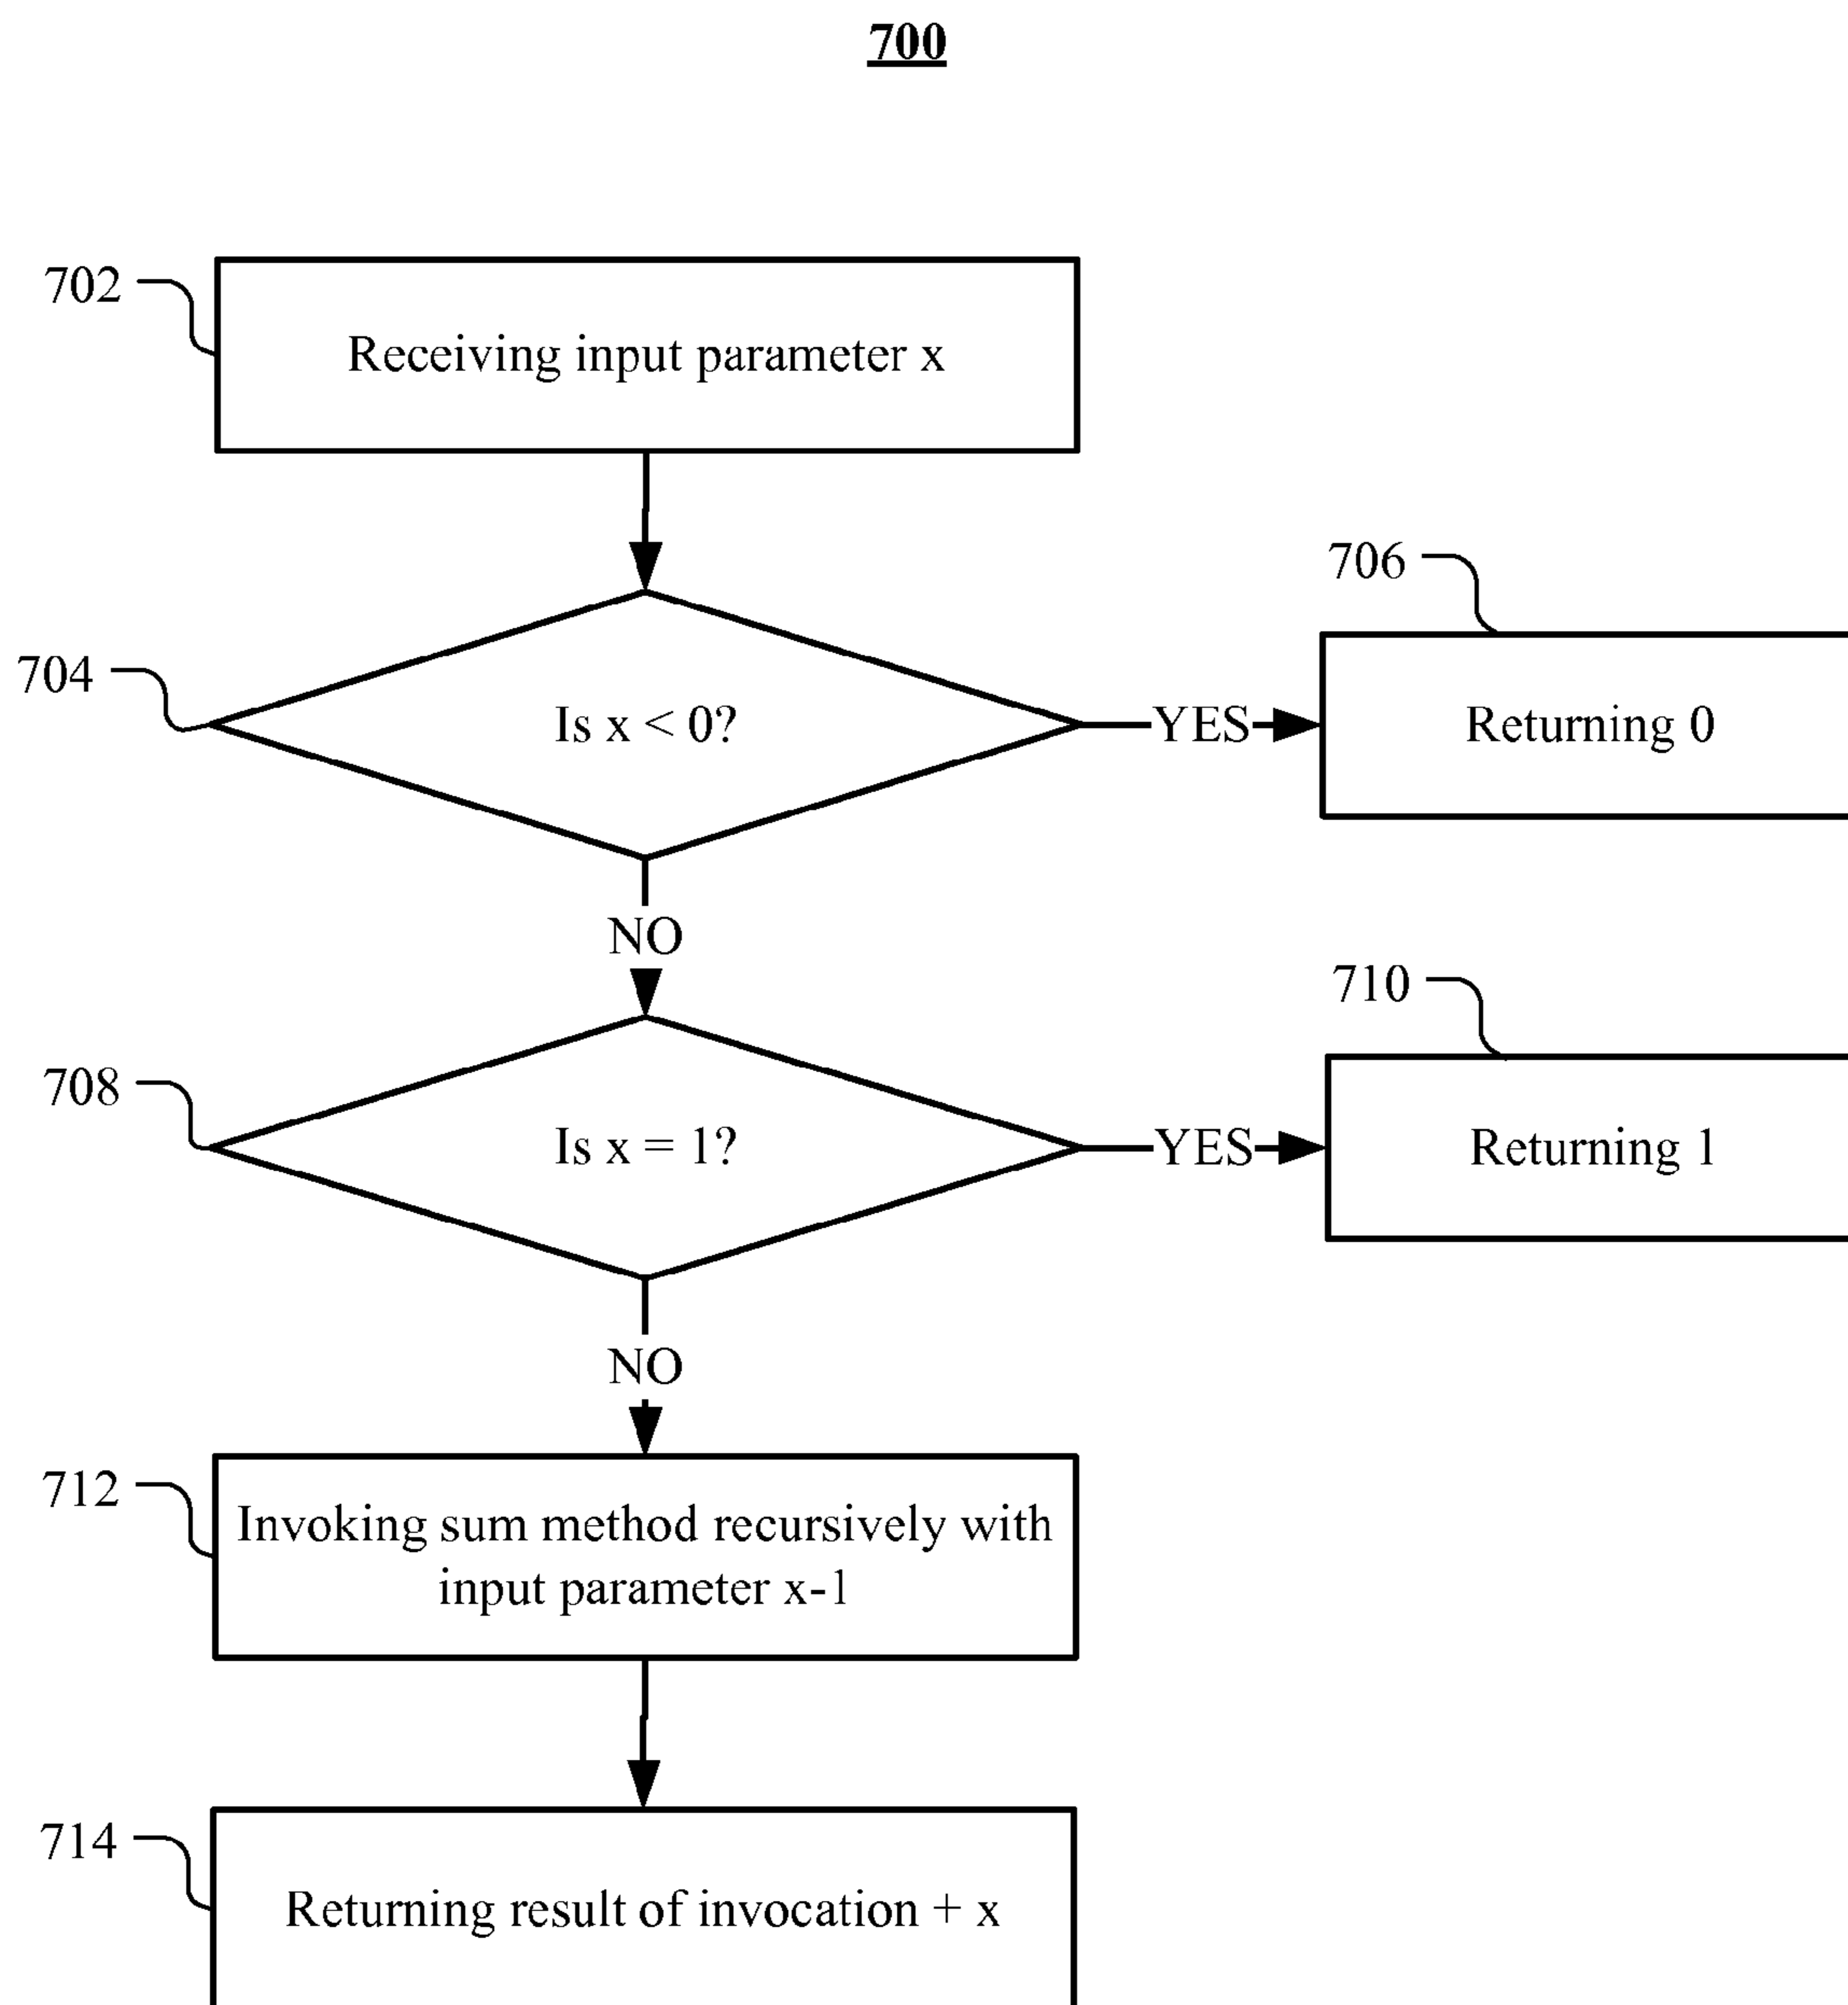 700
702
Receiving input parameter x
706
704
Is x < 0?
YES
Returning 0
NO
710
708
Is x = 1?
YES
Returning 1
NO
712
Invoking sum method recursively with
input parameter x-1
714
Returning result of invocation + x